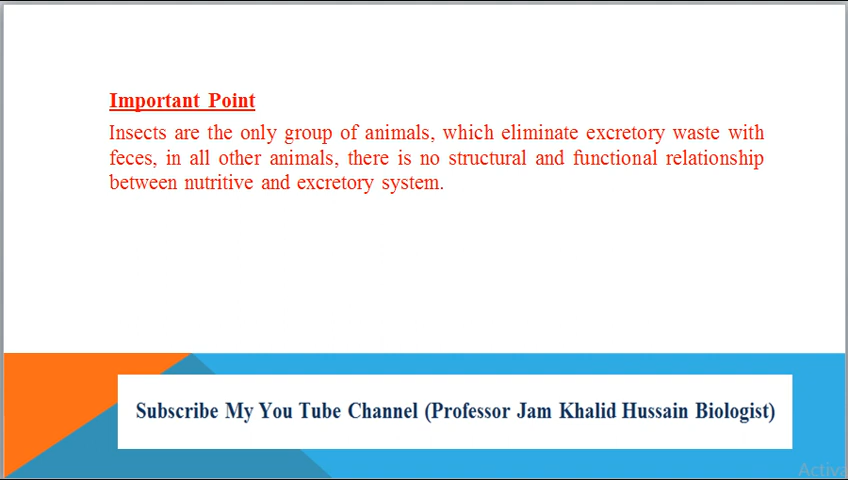 Important Point
Insects are the only group of animals, which eliminate excretory waste with
feces, in all other animals, there is no structural and functional relationship
between nutritive and excretory system.
Subscribe My You Tube Channel (Professor Jam Khalid Hussain Biologist)
Activa